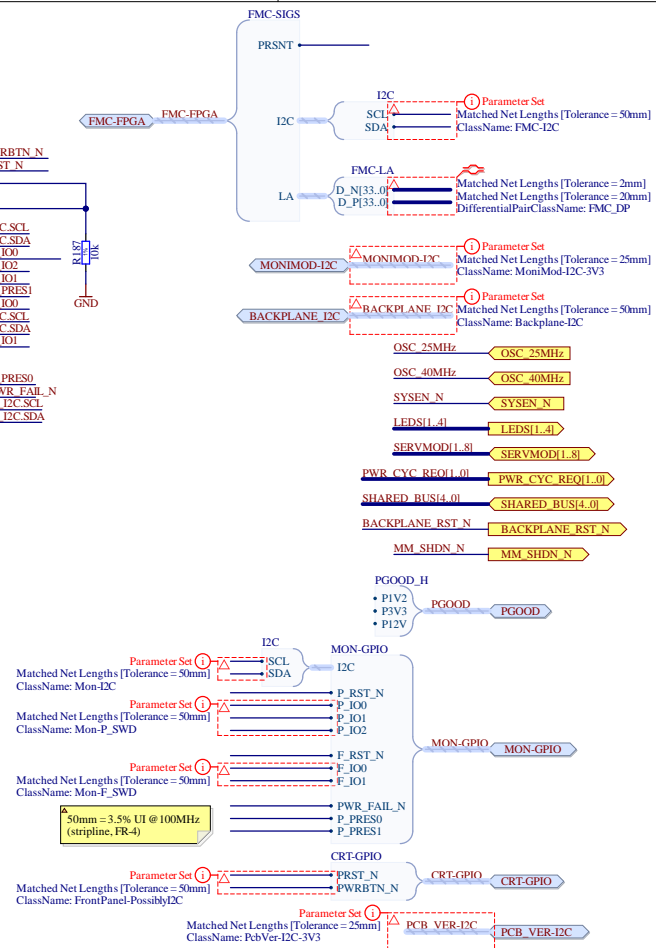 FMC-SIGS
PRSNT
I2C
LA
FMC-FPGA
FMC-FPGA
I2C
SCL
SDA
Parameter Set
Matched Net Lengths [Tolerance = 50mm]
ClassName: FMC-I2C
FMC-LA
D_N[33..0]
D_P[33..0]
Matched Net Lengths [Tolerance = 2mm]
Matched Net Lengths [Tolerance = 20mm]
DifferentialPairClassName: FMC_DP
RBTN_N
ST_N
C.SCL
C.SDA
IO0
IO2
IO1
PRES1
IO0
C.SCL
C.SDA
IO1
PRES0
WR_FAIL_N
I2C.SCL
I2C.SDA
R187
10k
GND
MONIMOD-I2C
MONIMOD-I2C
Parameter Set
Matched Net Lengths [Tolerance = 25mm]
ClassName: MoniMod-I2C-3V3
BACKPLANE_I2C
BACKPLANE_I2C
Parameter Set
Matched Net Lengths [Tolerance = 50mm]
ClassName: Backplane-I2C
OSC_25MHz
OSC_25MHz
OSC_40MHz
OSC_40MHz
SYSEN_N
SYSEN_N
LEDS[1..4]
LEDS[1..4]
SERVMOD[1..8]
SERVMOD[1..8]
PWR_CYC_REQ[1..0]
PWR_CYC_REQ[1..0]
SHARED_BUS[4..0]
SHARED_BUS[4..0]
BACKPLANE_RST_N
BACKPLANE_RST_N
MM_SHDN_N
MM_SHDN_N
PGOOD_H
P1V2
P3V3
P12V
PGOOD
PGOOD
I2C
SCL
SDA
Parameter Set
Matched Net Lengths [Tolerance = 50mm]
ClassName: Mon-I2C
MON-GPIO
I2C
P_RST_N
P_IO0
P_IO1
P_IO2
F_RST_N
F_IO0
F_IO1
PWR_FAIL_N
P_PRES0
P_PRES1
MON-GPIO
MON-GPIO
Parameter Set
Matched Net Lengths [Tolerance = 50mm]
ClassName: Mon-P_SWD
Parameter Set
Matched Net Lengths [Tolerance = 50mm]
ClassName: Mon-F_SWD
50mm = 3.5% UI @100MHz
(stripline, FR-4)
CRT-GPIO
PRST_N
PWRBTN_N
CRT-GPIO
CRT-GPIO
Parameter Set
Matched Net Lengths [Tolerance = 50mm]
ClassName: FrontPanel-PossiblyI2C
Parameter Set
Matched Net Lengths [Tolerance = 25mm]
ClassName: PcbVer-I2C-3V3
PCB_VER-I2C
PCB_VER-I2C